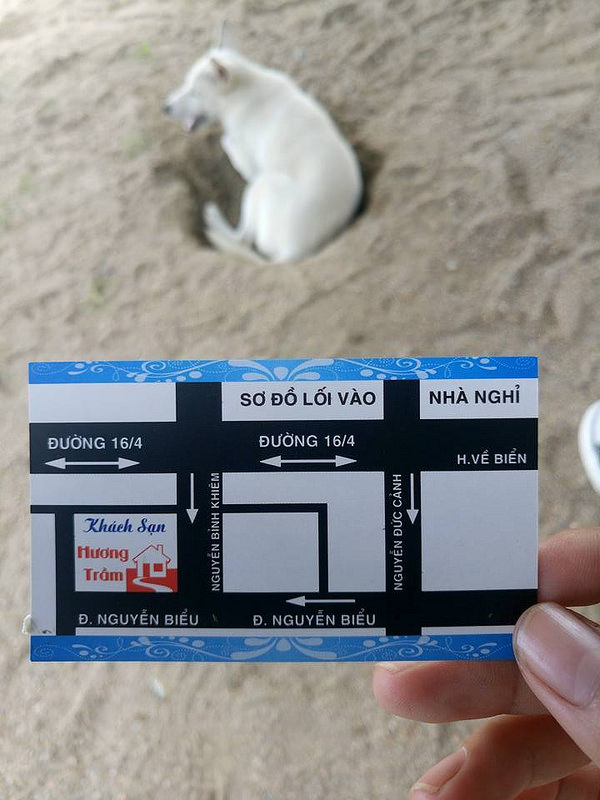 SƠ ĐỒ LỐI VÀO NHÀ NGHỈ
ĐƯỜNG 16/4
ĐƯỜNG 16/4
H.VỀ BIỂN
NGUYỄN BỈNH KHIÊM
NGUYỄN ĐỨC CẢNH
Khách Sạn
Hương
Trầm
Đ. NGUYỄN BIỂU
Đ. NGUYỄN BIỂU